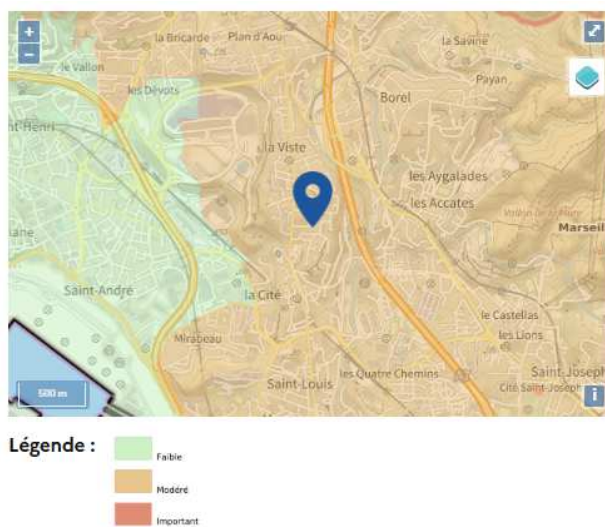 +
−
la Bricarde
Plan d'Aou
la Savine
le Vallon
Payan
les Dévots
Borel
nt-Henri
la Viste
les Aygalades
les Accates
Marseil
ane
Saint-André
la Cité
le Castellas
les Lions
Mirabeau
Saint-Joseph
les Quatre Chemins
Saint-Louis
Cité Saint-Joseph
500 m
i
Légende :
Faible
Modéré
Important